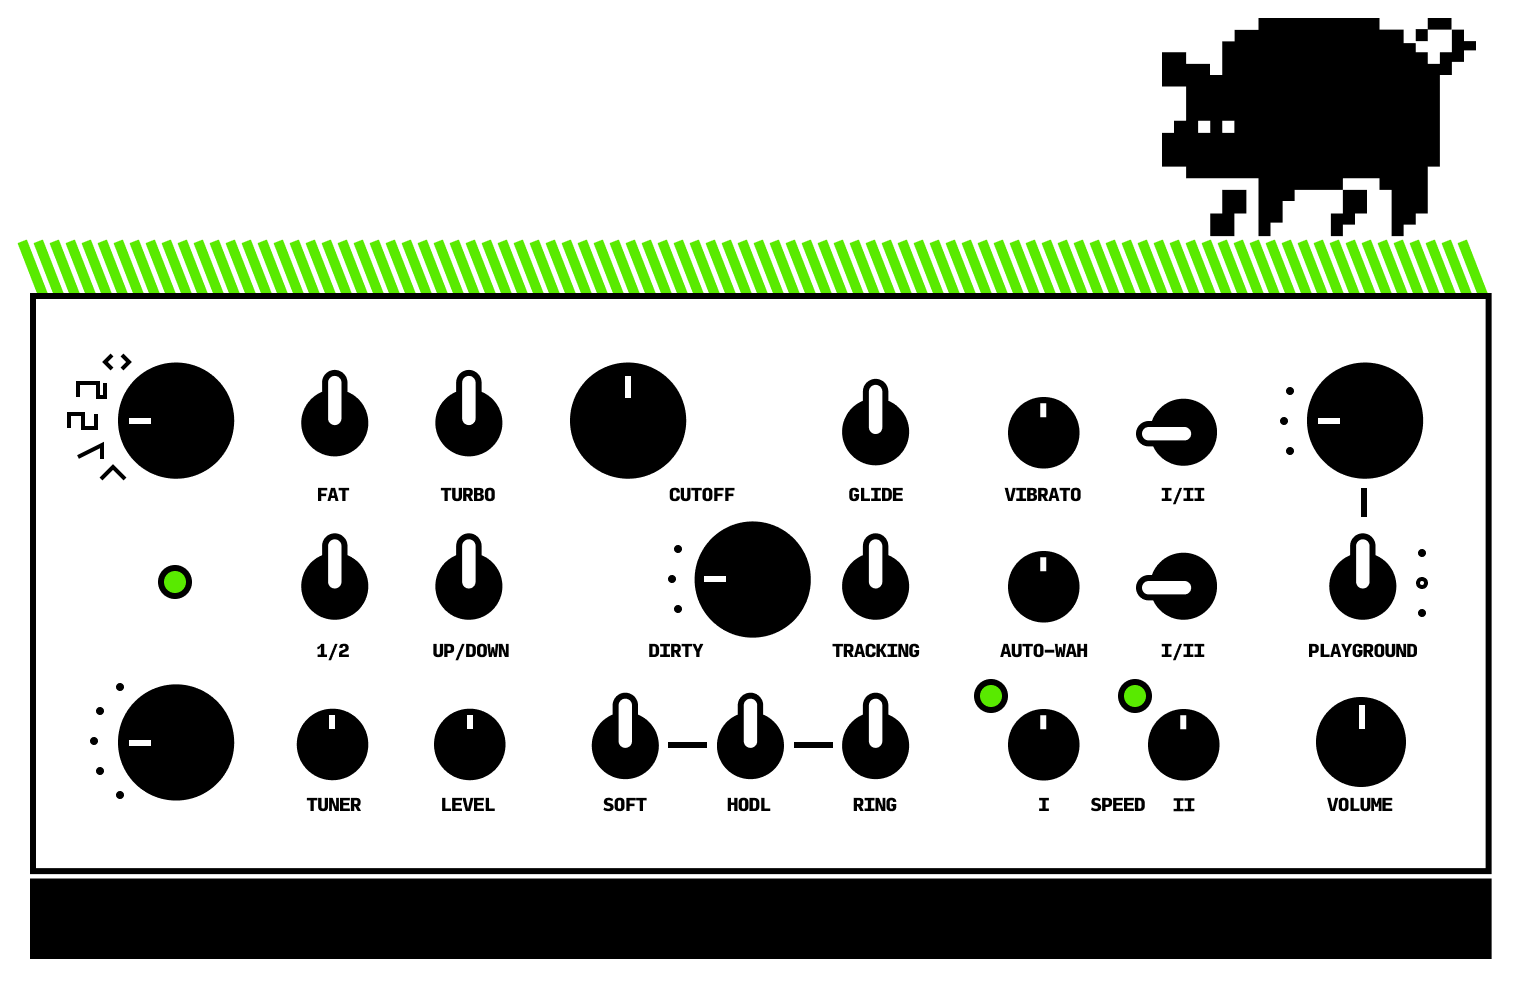 FAT TURBO CUTOFF GLIDE VIBRATO I/II
1/2 UP/DOWN DIRTY TRACKING AUTO-WAH I/II PLAYGROUND
TUNER LEVEL SOFT HODL RING I SPEED II VOLUME